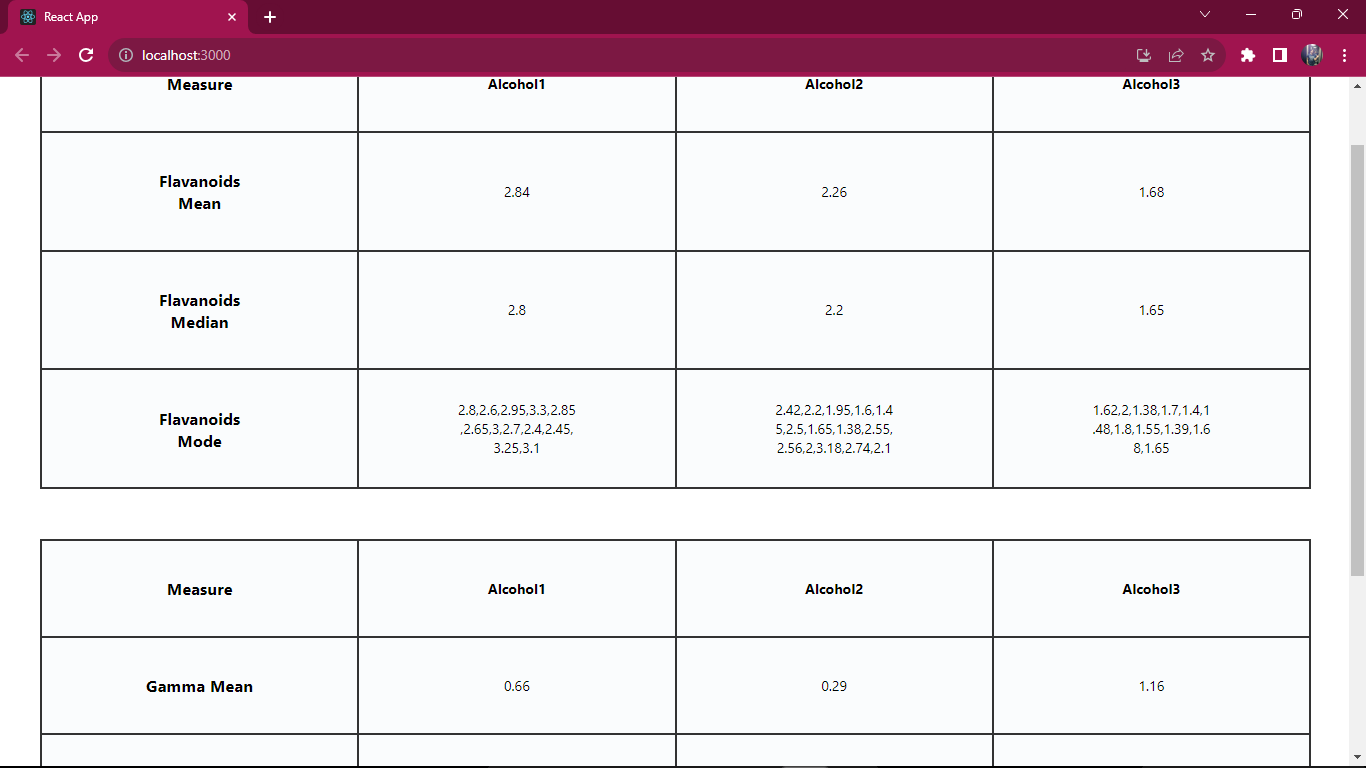 React App
localhost:3000
Measure Alcohol1 Alcohol2 Alcohol3
Flavanoids
Mean
2.84 2.26 1.68
Flavanoids
Median
2.8 2.2 1.65
Flavanoids
Mode
2.8,2.6,2.95,3.3,2.85
,2.65,3,2.7,2.4,2.45,
3.25,3.1
2.42,2.2,1.95,1.6,1.4
5,2.5,1.65,1.38,2.55,
2.56,2,3.18,2.74,2.1
1.62,2,1.38,1.7,1.4,1
.48,1.8,1.55,1.39,1.6
8,1.65
Measure Alcohol1 Alcohol2 Alcohol3
Gamma Mean 0.66 0.29 1.16